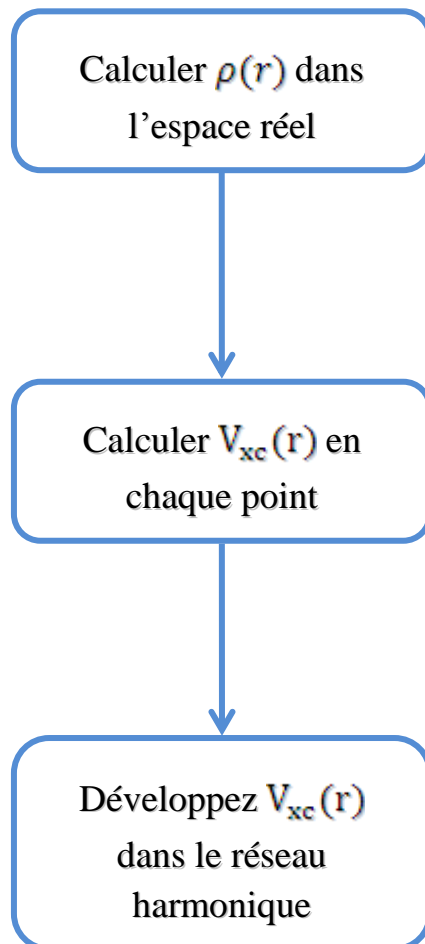 Calculer ρ(r) dans
l’espace réel
Calculer Vxc(r) en
chaque point
Développez Vxc(r)
dans le réseau
harmonique